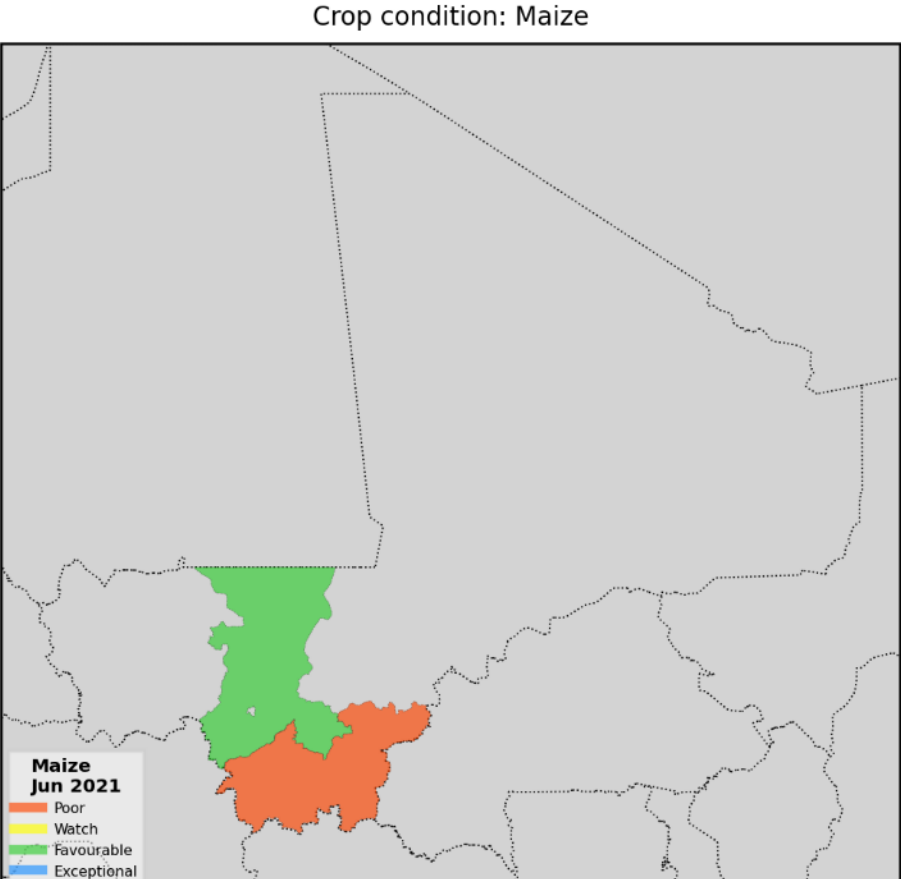 Crop condition: Maize
Maize
Jun 2021
Poor
Watch
Favourable
Exceptional